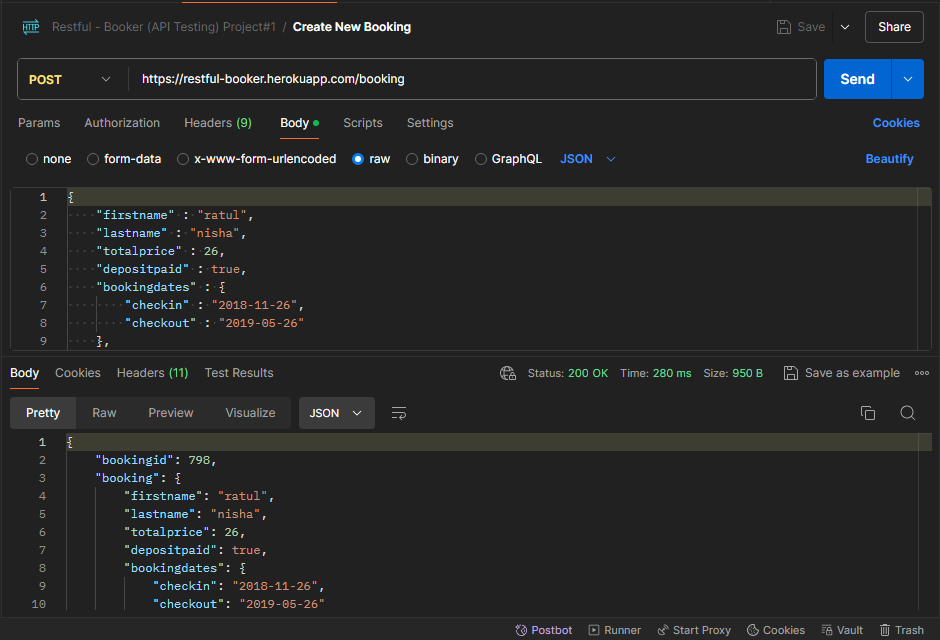 HTTP Restful - Booker (API Testing) Project#1 / Create New Booking Save Share
POST https://restful-booker.herokuapp.com/booking Send
Params Authorization Headers (9) Body Scripts Settings Cookies
none form-data x-www-form-urlencoded raw binary GraphQL JSON Beautify
1 {
2 "firstname" : "ratul",
3 "lastname" : "nisha",
4 "totalprice" : 26,
5 "depositpaid" : true,
6 "bookingdates" : {
7 "checkin" : "2018-11-26",
8 "checkout" : "2019-05-26"
9 },
Body Cookies Headers (11) Test Results Status: 200 OK Time: 280 ms Size: 950 B Save as example
Pretty Raw Preview Visualize JSON
1 {
2 "bookingid": 798,
3 "booking": {
4 "firstname": "ratul",
5 "lastname": "nisha",
6 "totalprice": 26,
7 "depositpaid": true,
8 "bookingdates": {
9 "checkin": "2018-11-26",
10 "checkout": "2019-05-26"
Postbot Runner Start Proxy Cookies Vault Trash